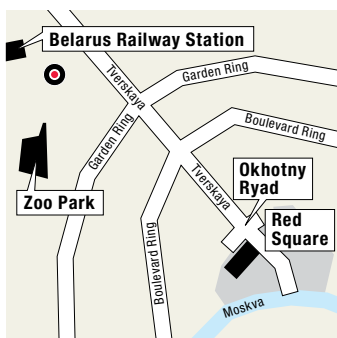 Belarus Railway Station
Tverskaya
Garden Ring
Garden Ring
Boulevard Ring
Tverskaya
Okhotny
Ryad
Zoo Park
Red
Square
Boulevard Ring
Moskva